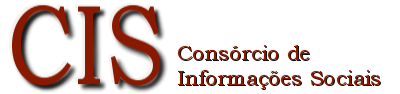 CIS
Consórcio de
Informações Sociais